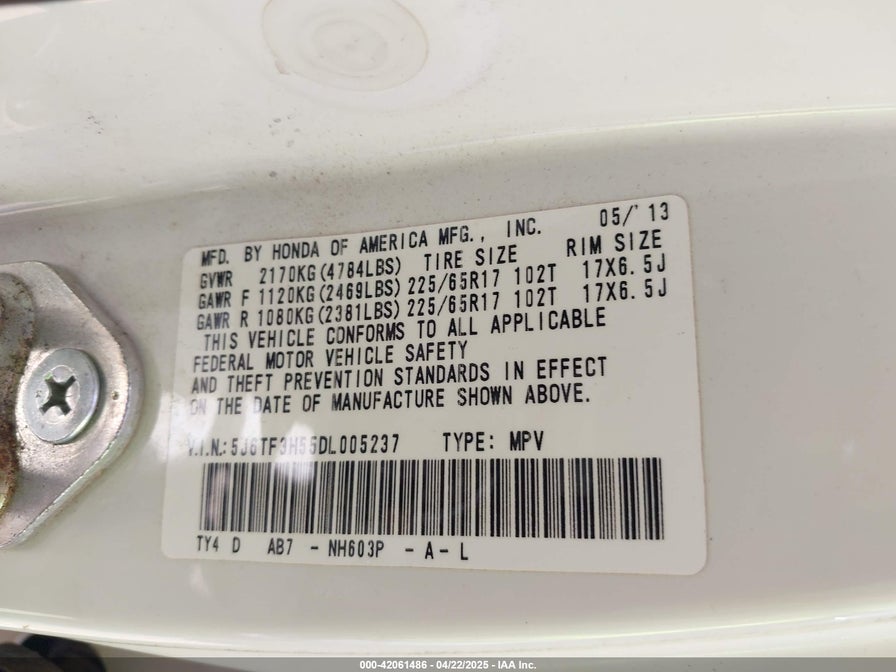 MFD. BY HONDA OF AMERICA MFG., INC. 05/'13
GVWR 2170KG(4784LBS) TIRE SIZE RIM SIZE
GAWR F 1120KG(2469LBS) 225/65R17 102T 17X6.5J
GAWR R 1080KG(2381LBS) 225/65R17 102T 17X6.5J
THIS VEHICLE CONFORMS TO ALL APPLICABLE
FEDERAL MOTOR VEHICLE SAFETY
AND THEFT PREVENTION STANDARDS IN EFFECT
ON THE DATE OF MANUFACTURE SHOWN ABOVE.
V.I.N.: 5J6TF3H55DL005237 TYPE: MPV
TY4 D AB7 - NH603P - A - L
000-42061486 - 04/22/2025 - IAA Inc.